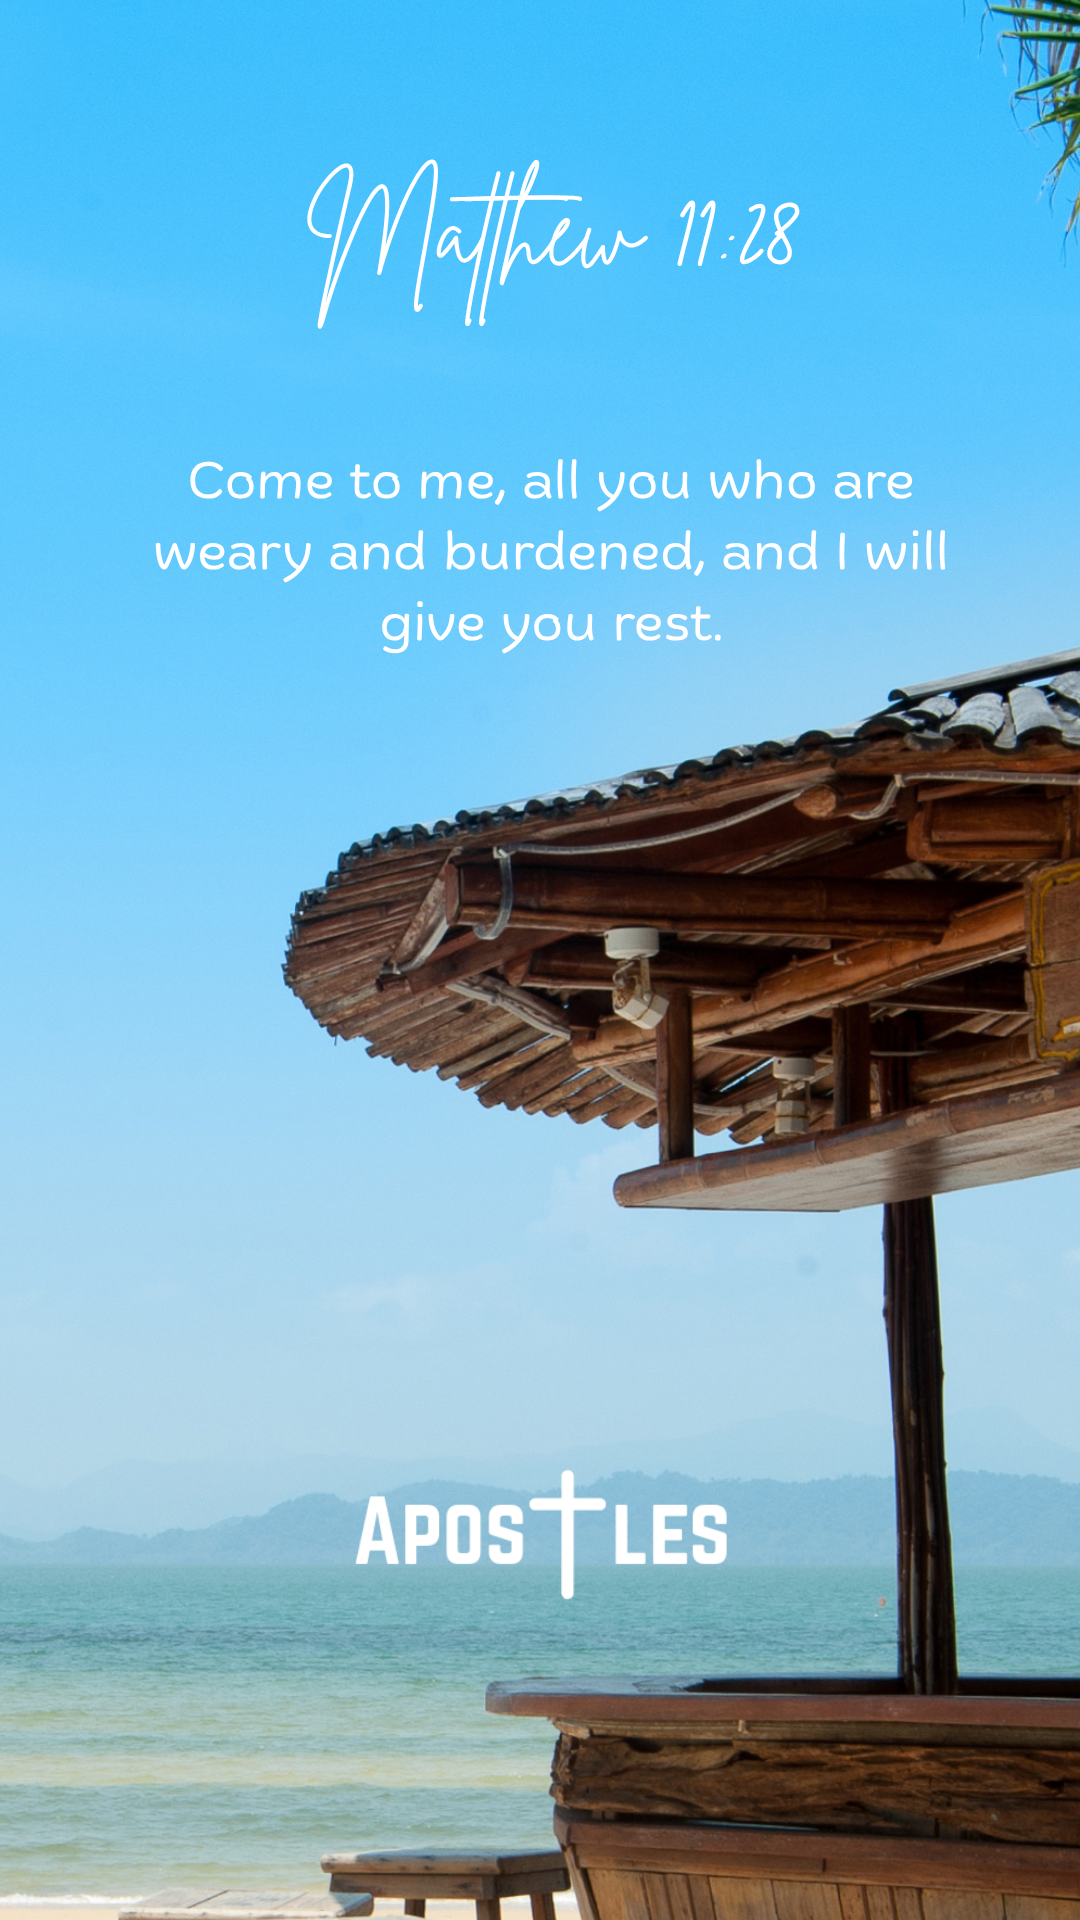 Matthew 11:28
Come to me, all you who are
weary and burdened, and I will
give you rest.
APOSTLES